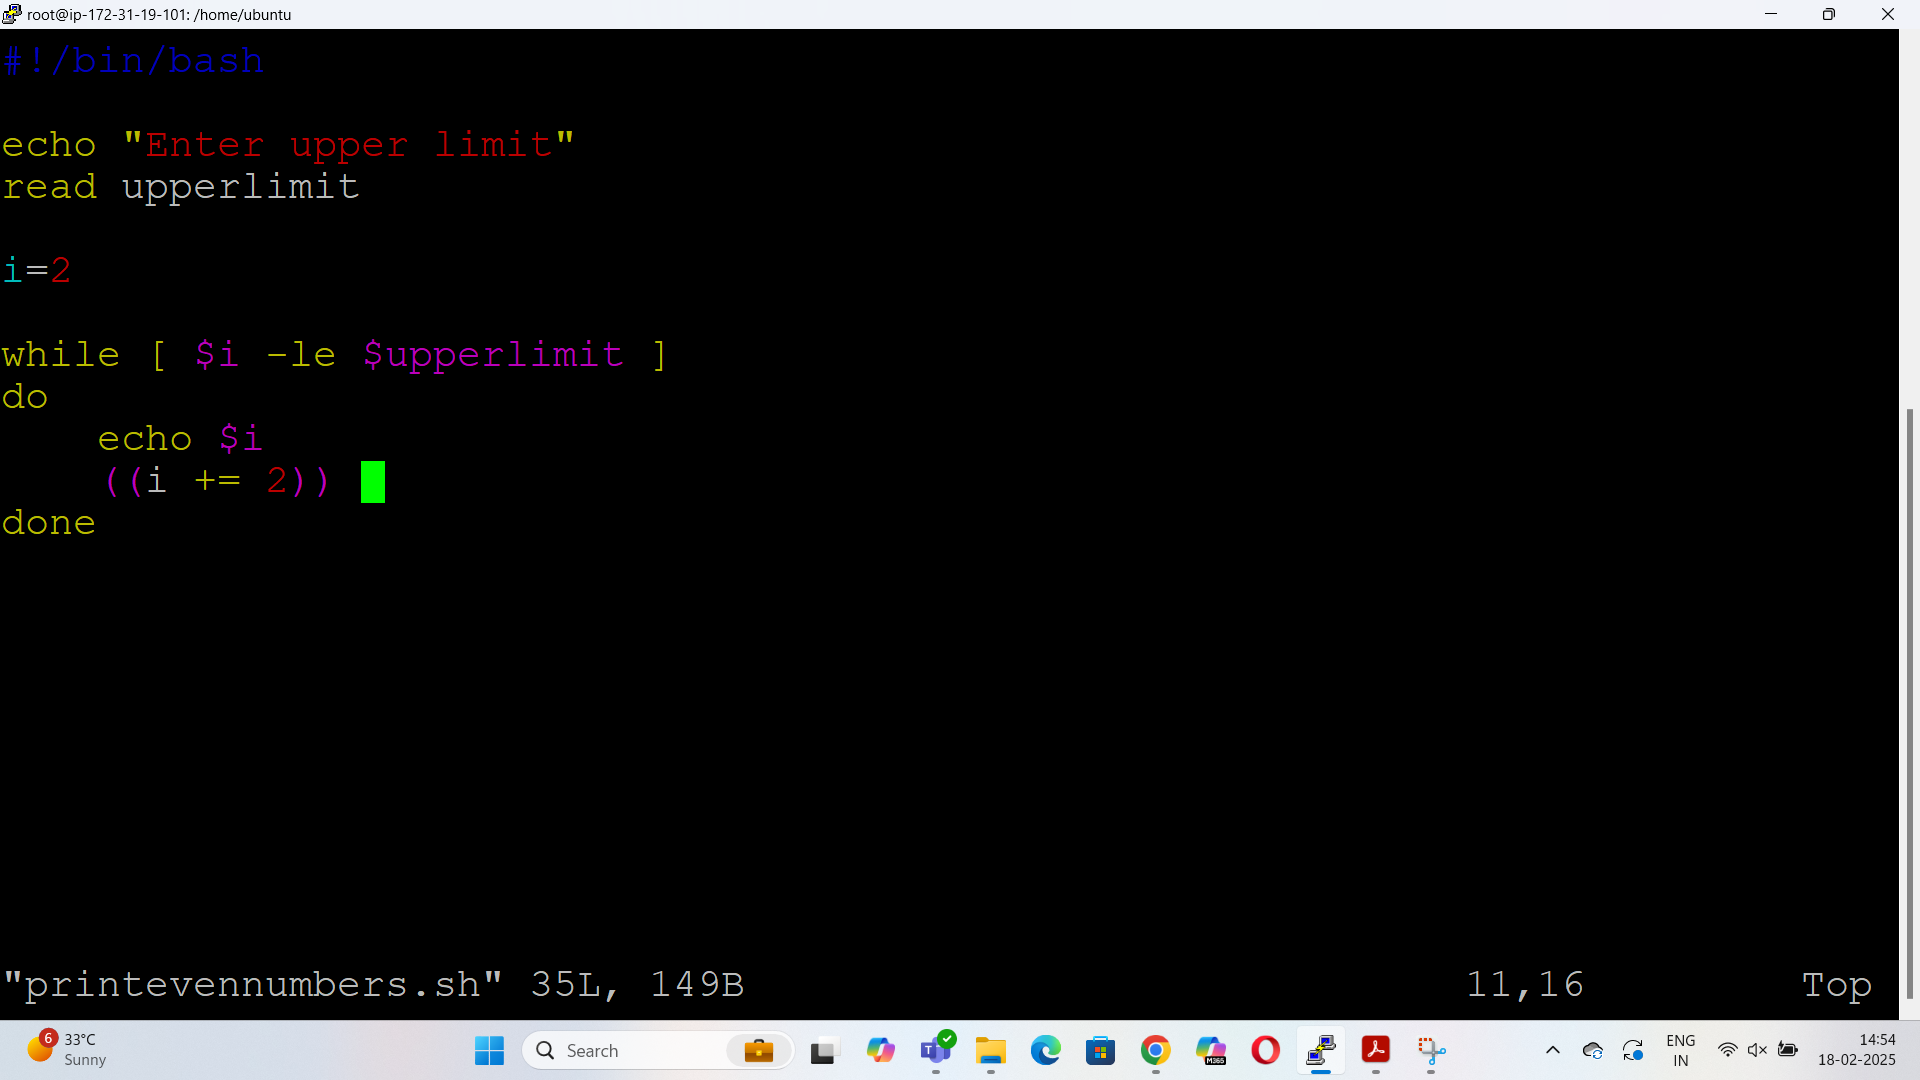 root@ip-172-31-19-101: /home/ubuntu
#!/bin/bash
echo "Enter upper limit"
read upperlimit
i=2
while [ $i -le $upperlimit ]
do
echo $i
((i += 2))
done
"printevennumbers.sh" 35L, 149B 11,16 Top
6
33°C
Sunny
Search
T
M365
ENG
IN
14:54
18-02-2025